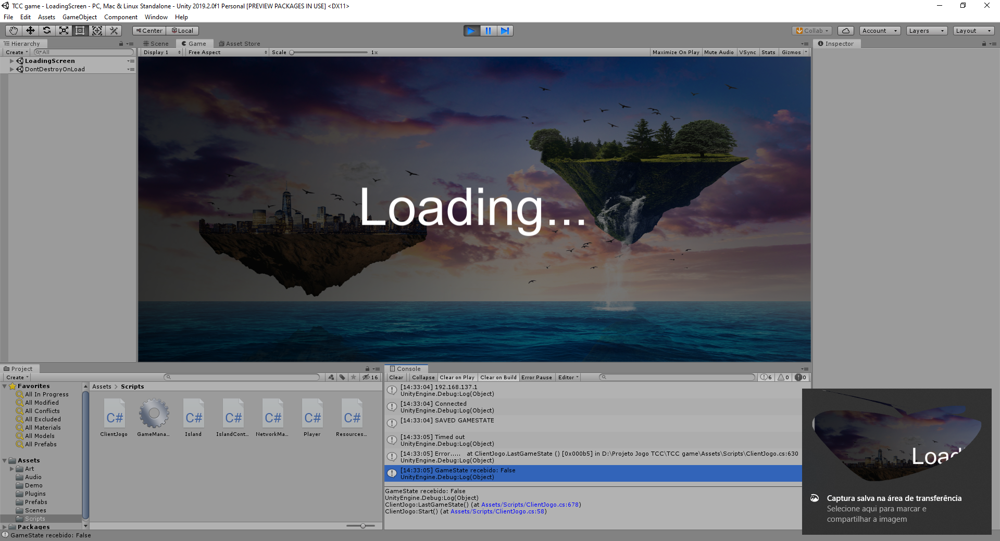 TCC game - LoadingScreen - PC, Mac & Linux Standalone - Unity 2019.2.0f1 Personal [PREVIEW PACKAGES IN USE] <DX11>
File Edit Assets GameObject Component Window Help
Center Local Collab Account Layers Layout
Hierarchy Scene Game Asset Store Inspector
Create All Display 1 Free Aspect Scale 1x Maximize On Play Mute Audio VSync Stats Gizmos
LoadingScreen
DontDestroyOnLoad
Loading...
Project
Create 16
Favorites
All In Progress
All Modified
All Conflicts
All Excluded
All Materials
All Models
All Prefabs
Assets
Art
Audio
Demo
Plugins
Prefabs
Scenes
Scripts
Packages
Assets > Scripts
C# C# C# C# C# C#
ClientJogo GameMana... Island IslandCont... NetworkMa... Player Resources...
Console
Clear Collapse Clear on Play Clear on Build Error Pause Editor 6 0 0
[14:33:04] 192.168.137.1
UnityEngine.Debug:Log(Object)
[14:33:04] Connected
UnityEngine.Debug:Log(Object)
[14:33:04] SAVED GAMESTATE
[14:33:05] Timed out
UnityEngine.Debug:Log(Object)
[14:33:05] Error..... at ClientJogo.LastGameState () [0x000b5] in D:\Projeto Jogo TCC\TCC game\Assets\Scripts\ClientJogo.cs:630
UnityEngine.Debug:Log(Object)
[14:33:05] GameState recebido: False
UnityEngine.Debug:Log(Object)
GameState recebido: False
UnityEngine.Debug:Log(Object)
ClientJogo:LastGameState() (at Assets/Scripts/ClientJogo.cs:678)
ClientJogo:Start() (at Assets/Scripts/ClientJogo.cs:58)
Captura salva na área de transferência
Selecione aqui para marcar e
compartilhar a imagem
GameState recebido: False